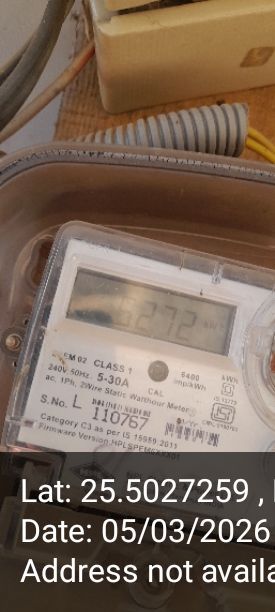 272
EM 02 CLASS 1
240V, 50Hz, 5-30A
6400 imp/kWh
kWh
CAL
ac, 1Ph, 2Wire Static Watthour Meter
S.No. L 110767
Category C3 as per IS 15959:2011
Firmware Version
Lat: 25.5027259 ,
Date: 05/03/2026
Address not availa